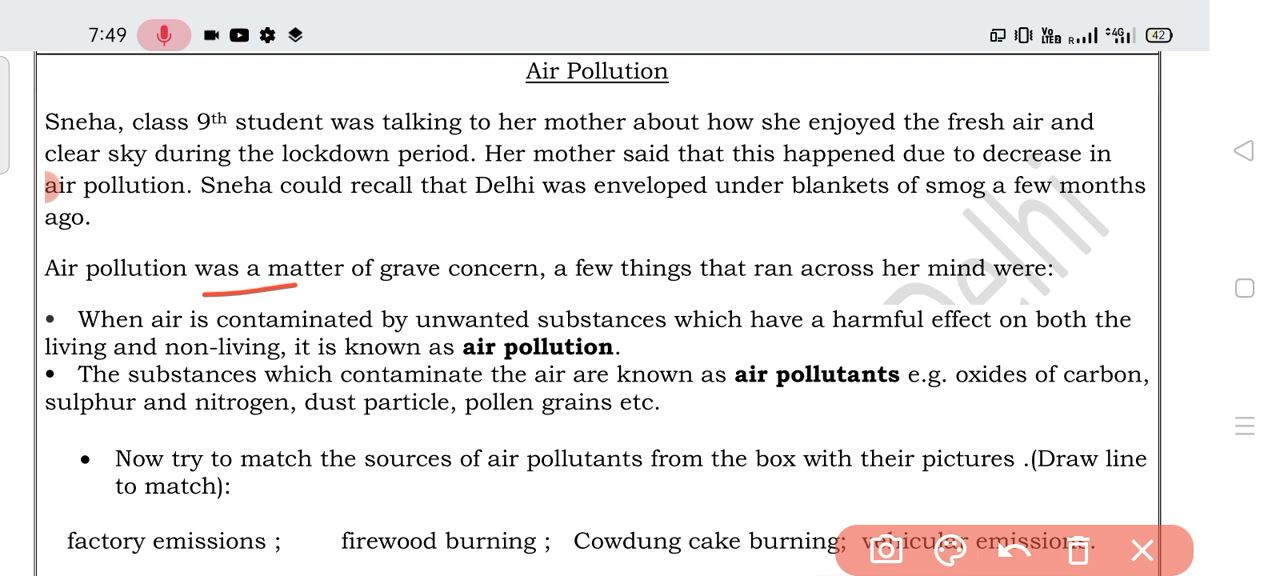 7:49
Vo LTE2 R 4G 42
Air Pollution
Sneha, class 9th student was talking to her mother about how she enjoyed the fresh air and
clear sky during the lockdown period. Her mother said that this happened due to decrease in
air pollution. Sneha could recall that Delhi was enveloped under blankets of smog a few months
ago.
Air pollution was a matter of grave concern, a few things that ran across her mind were:
• When air is contaminated by unwanted substances which have a harmful effect on both the
living and non-living, it is known as air pollution.
• The substances which contaminate the air are known as air pollutants e.g. oxides of carbon,
sulphur and nitrogen, dust particle, pollen grains etc.
• Now try to match the sources of air pollutants from the box with their pictures .(Draw line
to match):
factory emissions ; firewood burning ; Cowdung cake burning; vehicular emissions.
Delhi